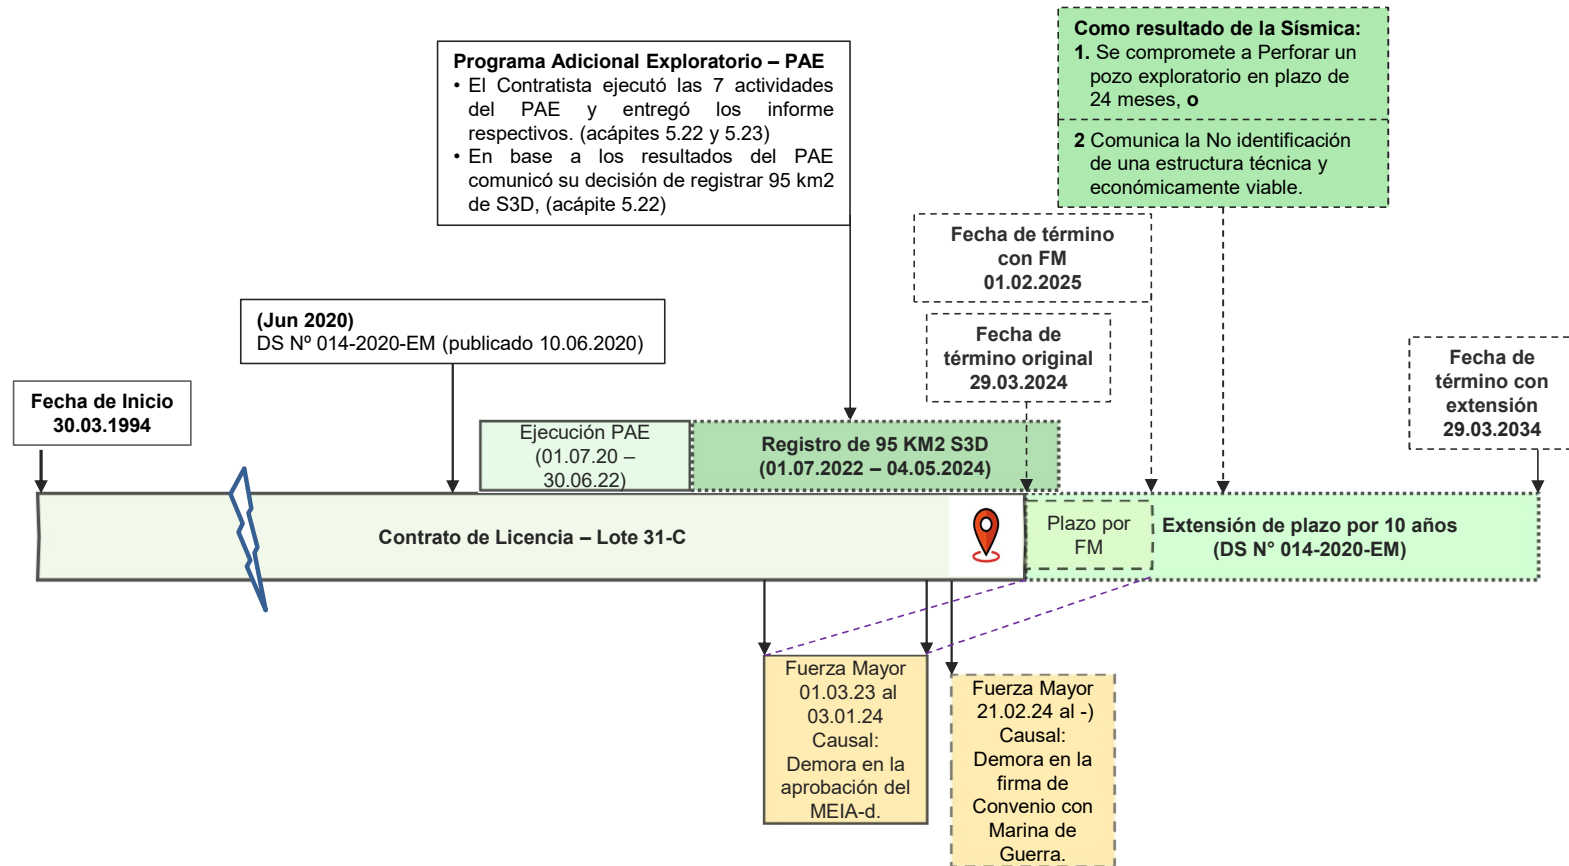 Programa Adicional Exploratorio – PAE
• El Contratista ejecutó las 7 actividades
del PAE y entregó los informe
respectivos. (acápites 5.22 y 5.23)
• En base a los resultados del PAE
comunicó su decisión de registrar 95 km2
de S3D, (acápite 5.22)
Como resultado de la Sísmica:
1. Se compromete a Perforar un
pozo exploratorio en plazo de
24 meses, o
2 Comunica la No identificación
de una estructura técnica y
económicamente viable.
Fecha de término
con FM
01.02.2025
(Jun 2020)
DS Nº 014-2020-EM (publicado 10.06.2020)
Fecha de
término original
29.03.2024
Fecha de
término con
extensión
29.03.2034
Fecha de Inicio
30.03.1994
Ejecución PAE
(01.07.20 –
30.06.22)
Registro de 95 KM2 S3D
(01.07.2022 – 04.05.2024)
Contrato de Licencia – Lote 31-C
Plazo por
FM
Extensión de plazo por 10 años
(DS N° 014-2020-EM)
Fuerza Mayor
01.03.23 al
03.01.24
Causal:
Demora en la
aprobación del
MEIA-d.
Fuerza Mayor
21.02.24 al -)
Causal:
Demora en la
firma de
Convenio con
Marina de
Guerra.